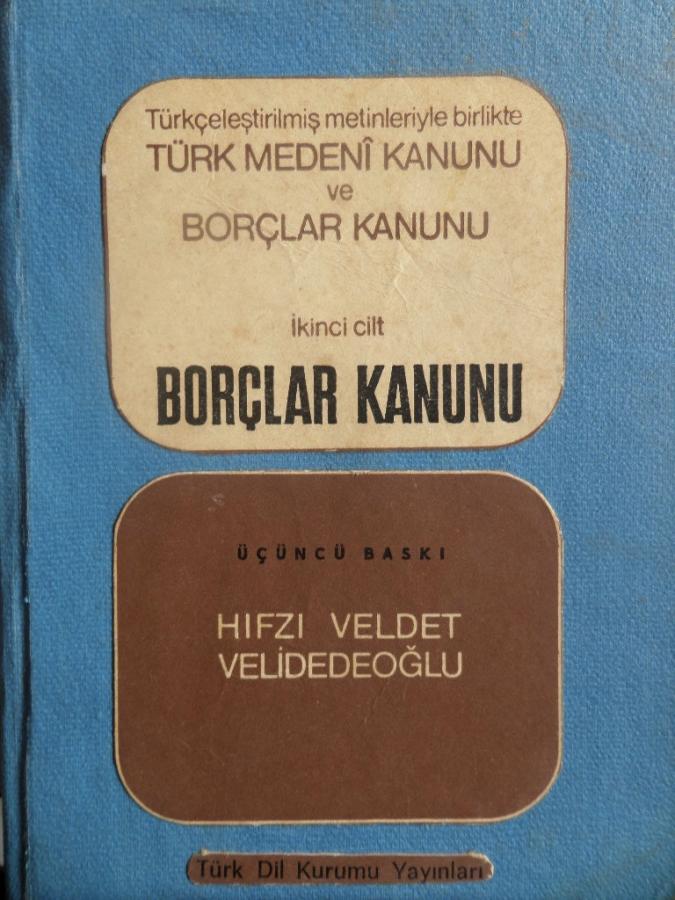 Türkçeleştirilmiş metinleriyle birlikte
TÜRK MEDENÎ KANUNU
ve
BORÇLAR KANUNU
İkinci cilt
BORÇLAR KANUNU
ÜÇÜNCÜ BASKI
HIFZI VELDET
VELİDEDEOĞLU
Türk Dil Kurumu Yayınları